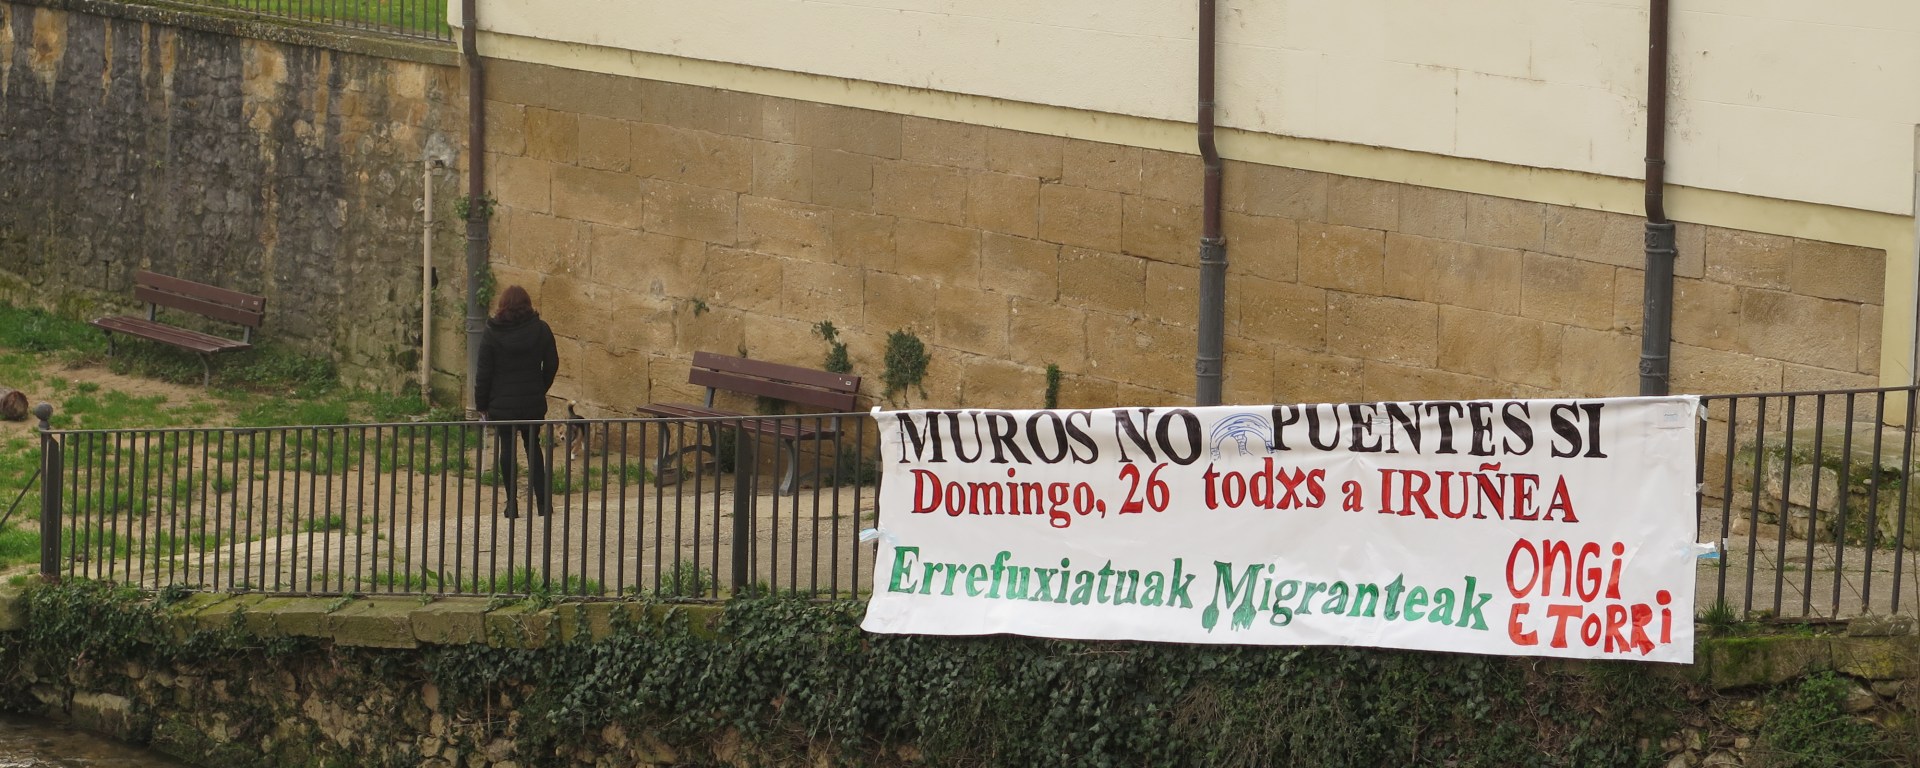 MUROS NO PUENTES SI
Domingo, 26 todxs a IRUÑEA
Errefuxiatuak Migranteak
ONGi
ETORRi